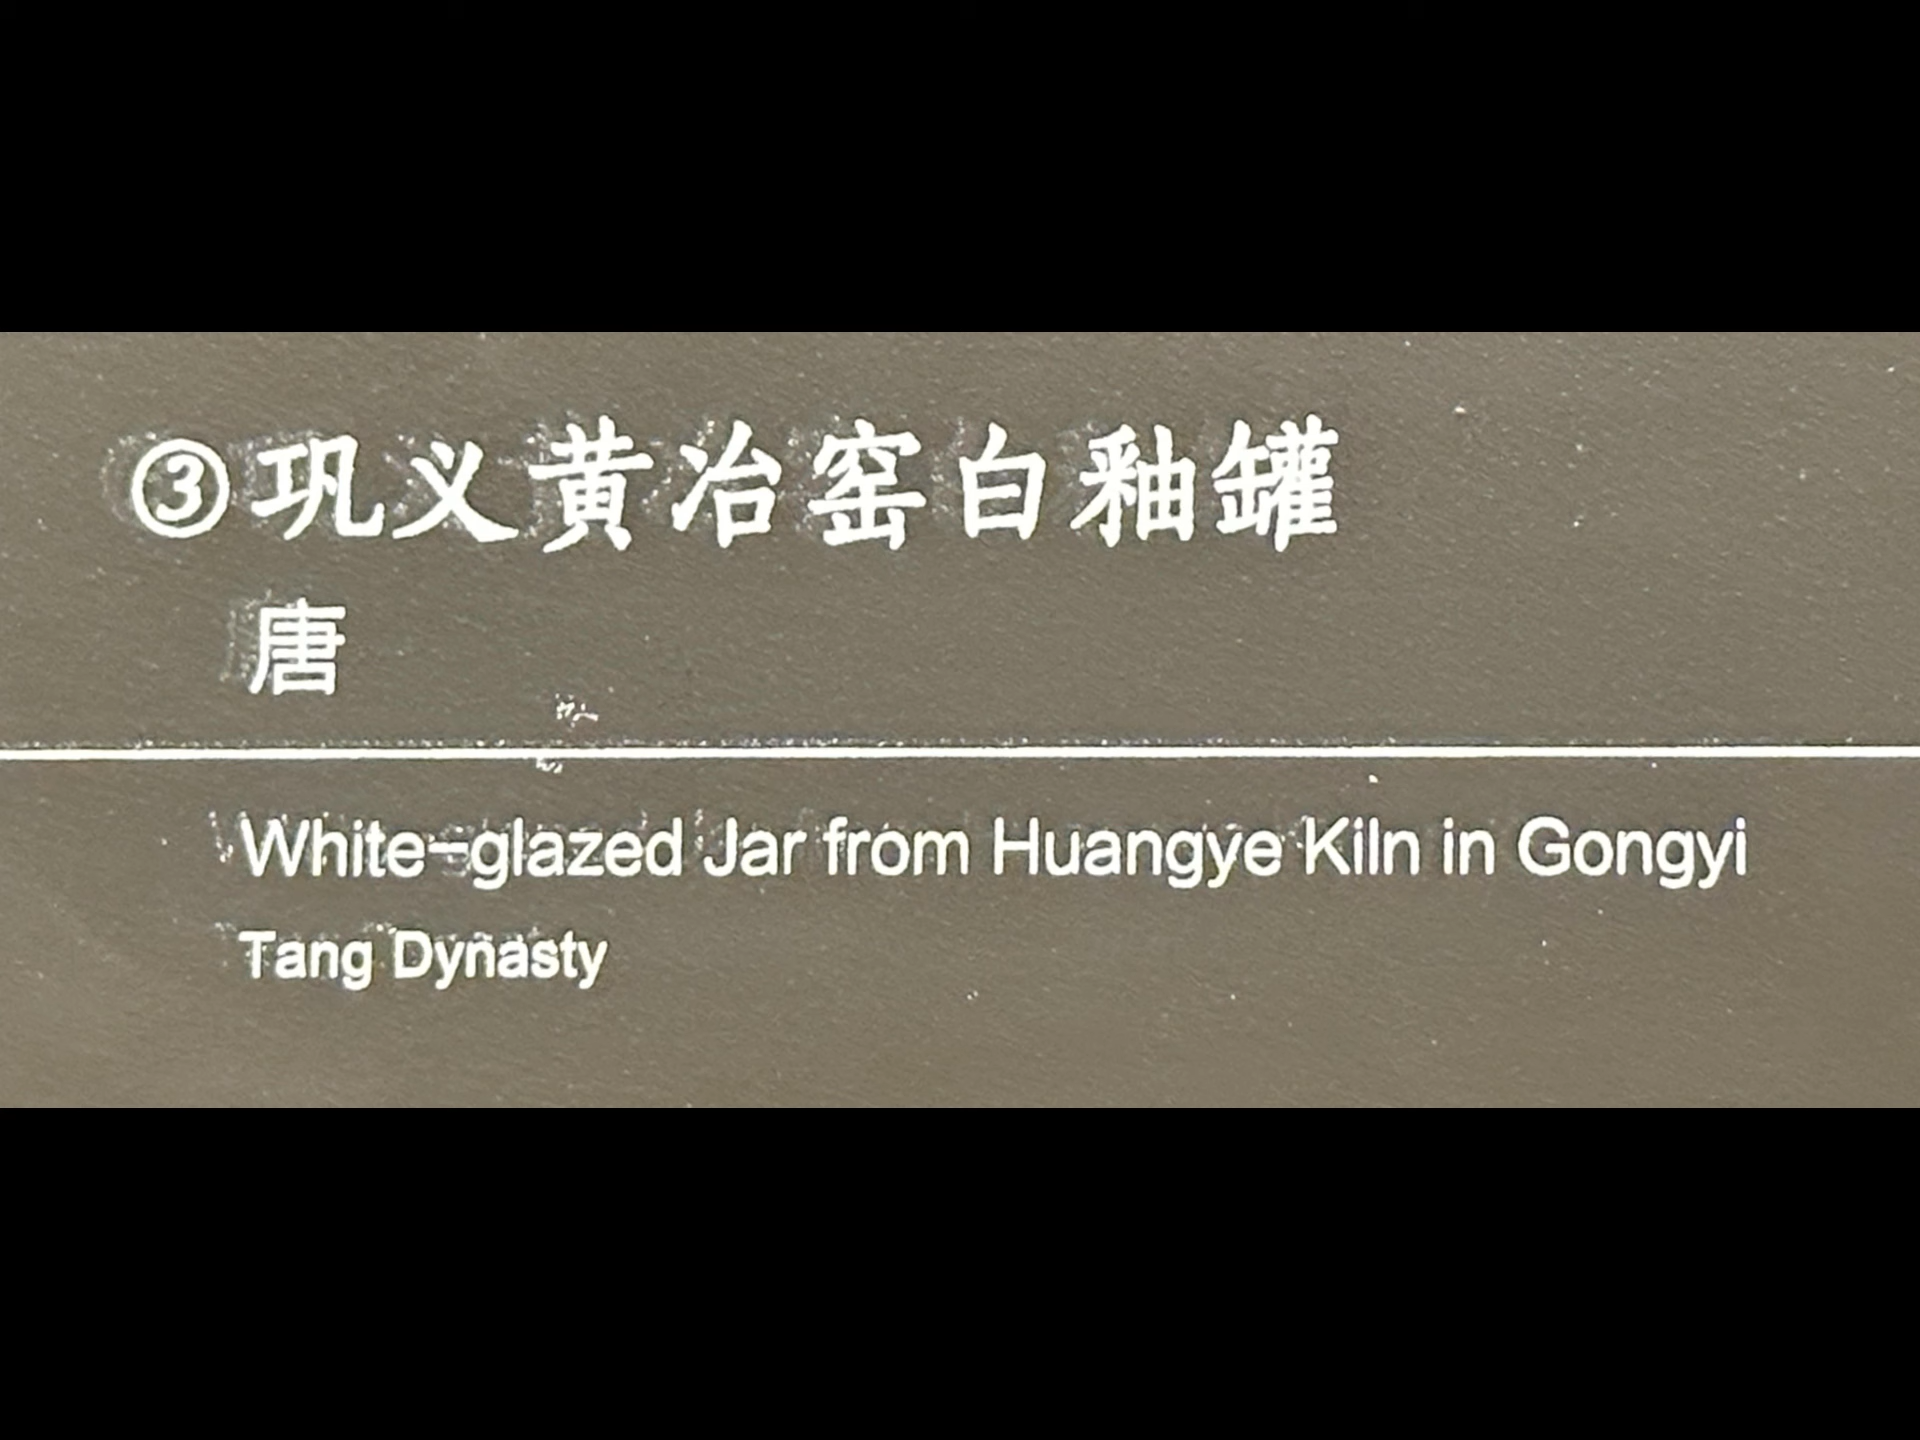 ③巩义黄冶窑白釉罐
唐
White-glazed Jar from Huangye Kiln in Gongyi
Tang Dynasty